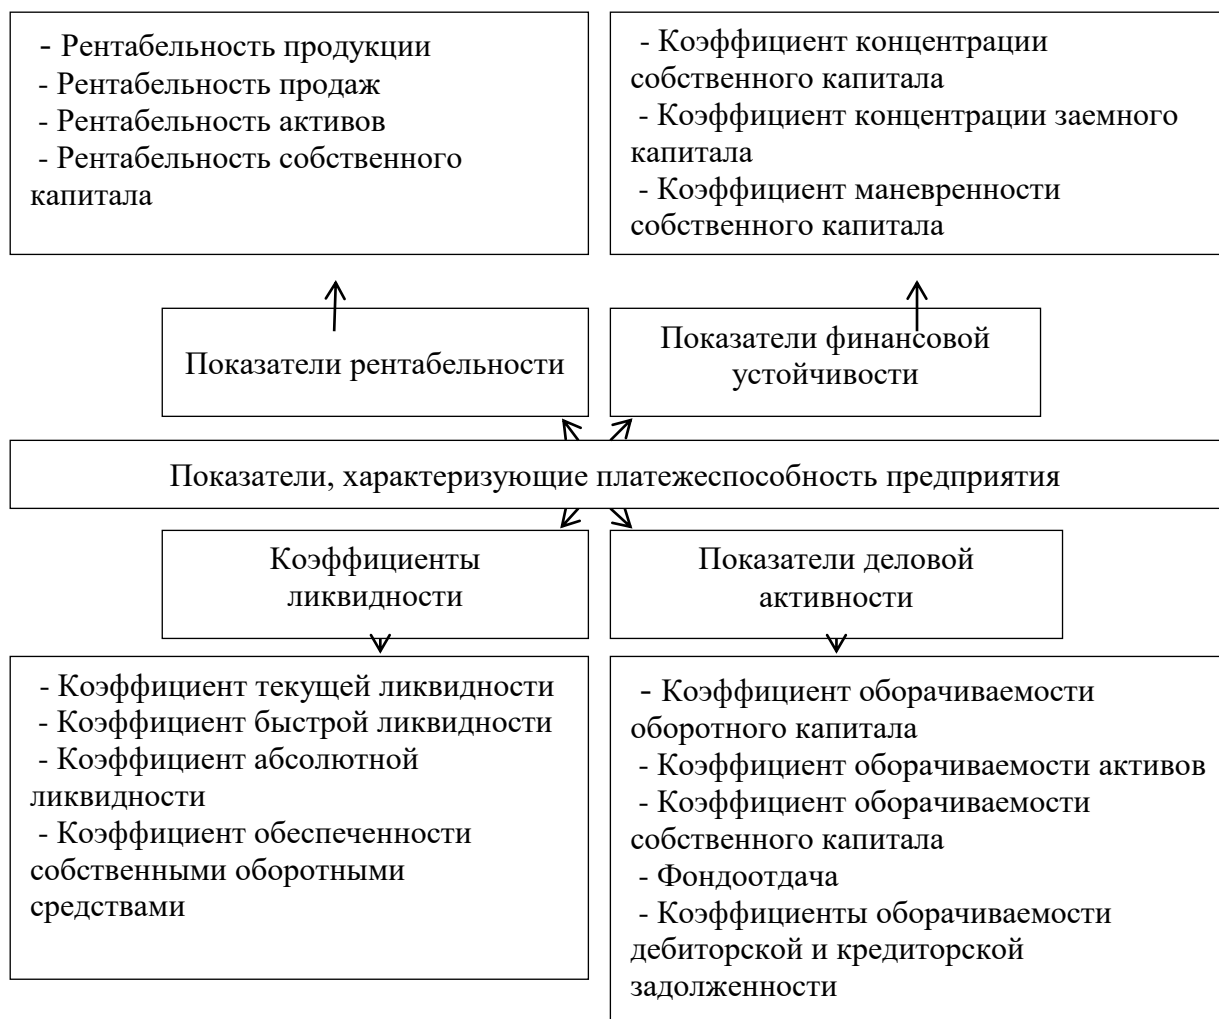 - Рентабельность продукции
- Рентабельность продаж
- Рентабельность активов
- Рентабельность собственного
капитала
- Коэффициент концентрации
собственного капитала
- Коэффициент концентрации заемного
капитала
- Коэффициент маневренности
собственного капитала
Показатели рентабельности
Показатели финансовой
устойчивости
Показатели, характеризующие платежеспособность предприятия
Коэффициенты
ликвидности
Показатели деловой
активности
- Коэффициент текущей ликвидности
- Коэффициент быстрой ликвидности
- Коэффициент абсолютной
ликвидности
- Коэффициент обеспеченности
собственными оборотными
средствами
- Коэффициент оборачиваемости
оборотного капитала
- Коэффициент оборачиваемости активов
- Коэффициент оборачиваемости
собственного капитала
- Фондоотдача
- Коэффициенты оборачиваемости
дебиторской и кредиторской
задолженности